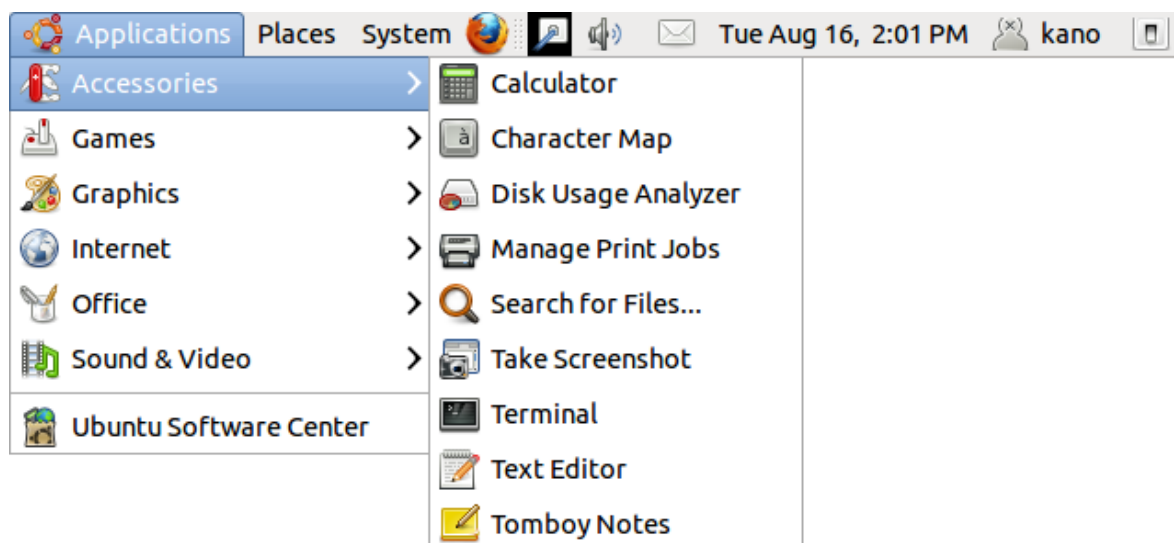 Applications Places System Tue Aug 16, 2:01 PM kano
Accessories
Games
Graphics
Internet
Office
Sound & Video
Ubuntu Software Center
Calculator
Character Map
Disk Usage Analyzer
Manage Print Jobs
Search for Files...
Take Screenshot
Terminal
Text Editor
Tomboy Notes